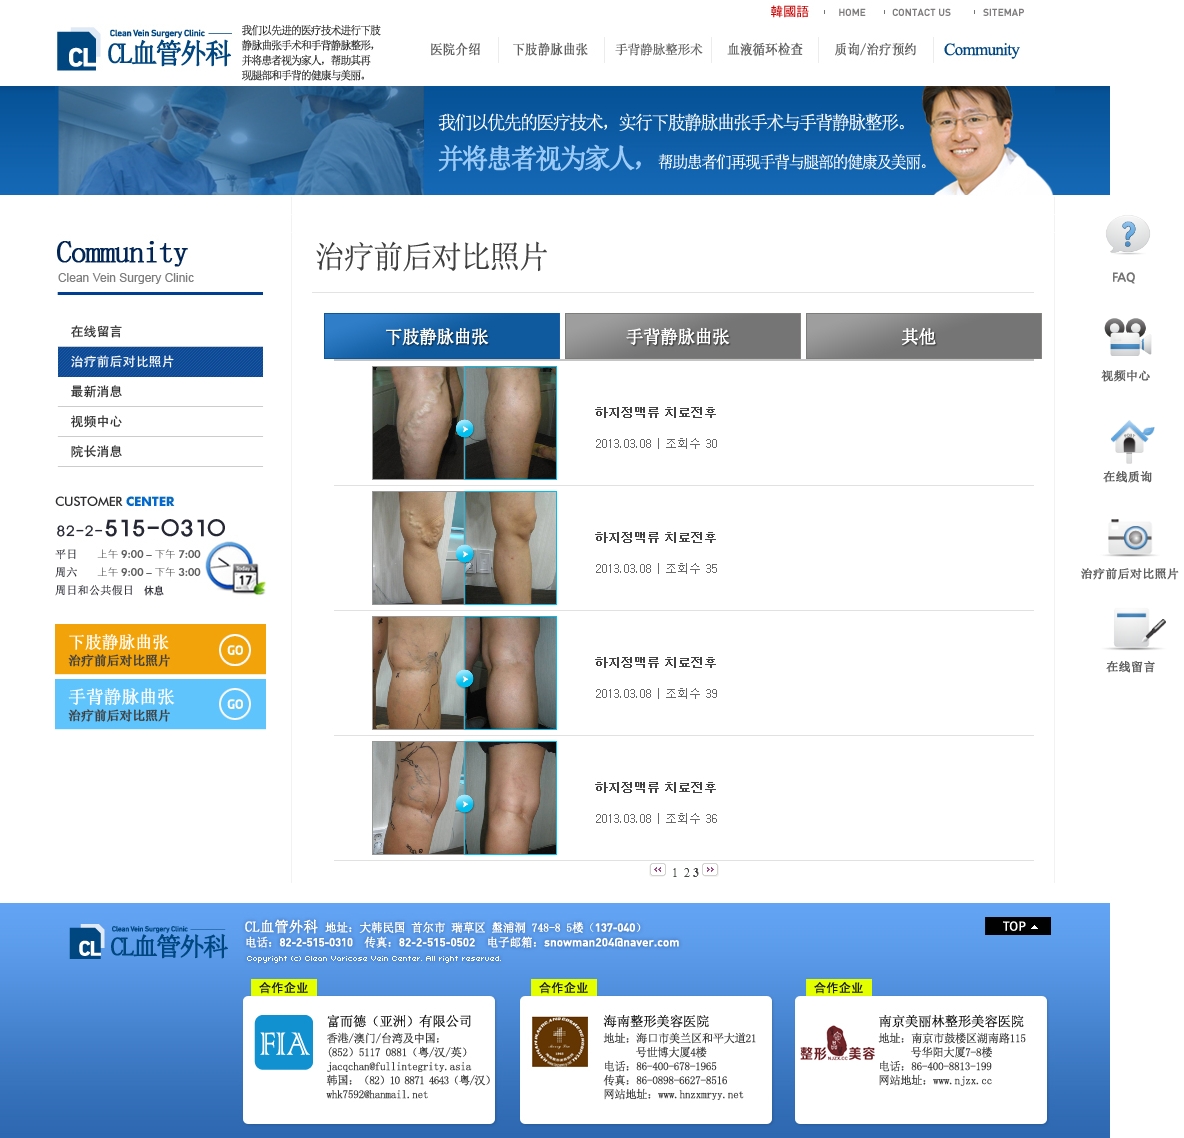 韓國語
HOME
CONTACT US
SITEMAP
CL
Clean Vein Surgery Clinic
CL血管外科
我们以先进的医疗技术进行下肢
静脉曲张手术和手背静脉整形，
并将患者视为家人，帮助其再
现腿部和手背的健康与美丽。
医院介绍
下肢静脉曲张
手背静脉整形术
血液循环检查
质询/治疗预约
Community
我们以优先的医疗技术，实行下肢静脉曲张手术与手背静脉整形。
并将患者视为家人，帮助患者们再现手背与腿部的健康及美丽。
Community
Clean Vein Surgery Clinic
在线留言
治疗前后对比照片
最新消息
视频中心
院长消息
CUSTOMER CENTER
82-2-515-0310
平日 上午 9:00 – 下午 7:00
周六 上午 9:00 – 下午 3:00
周日和公共假日 休息
Today is
17
下肢静脉曲张
治疗前后对比照片
GO
手背静脉曲张
治疗前后对比照片
GO
治疗前后对比照片
下肢静脉曲张
手背静脉曲张
其他
하지정맥류 치료전후
2013.03.08 | 조회수 30
하지정맥류 치료전후
2013.03.08 | 조회수 35
하지정맥류 치료전후
2013.03.08 | 조회수 39
하지정맥류 치료전후
2013.03.08 | 조회수 36
1 2 3
FAQ
视频中心
在线质询
治疗前后对比照片
在线留言
CL
Clean Vein Surgery Clinic
CL血管外科
CL血管外科 地址：大韩民国 首尔市 瑞草区 盤浦洞 748-8 5楼（137-040）
电话：82-2-515-0310 传真：82-2-515-0502 电子邮箱：snowman204@naver.com
Copyright (c) Clean Varicose Vein Center. All right reserved.
TOP
合作企业
FIA
富而德（亚洲）有限公司
香港/澳门/台湾及中国：
（852）5117 0881（粤/汉/英）
jacqchan@fullintegrity.asia
韩国：（82）10 8871 4643（粤/汉）
whk7592@hanmail.net
合作企业
海南整形美容医院
地址：海口市美兰区和平大道21
号世博大厦4楼
电话：86-400-678-1965
传真：86-0898-6627-8516
网站地址：www.hnzxmryy.net
合作企业
整形美容
NJZX.CC
南京美丽林整形美容医院
地址：南京市鼓楼区湖南路115
号华阳大厦7-8楼
电话：86-400-8813-199
网站地址：www.njzx.cc